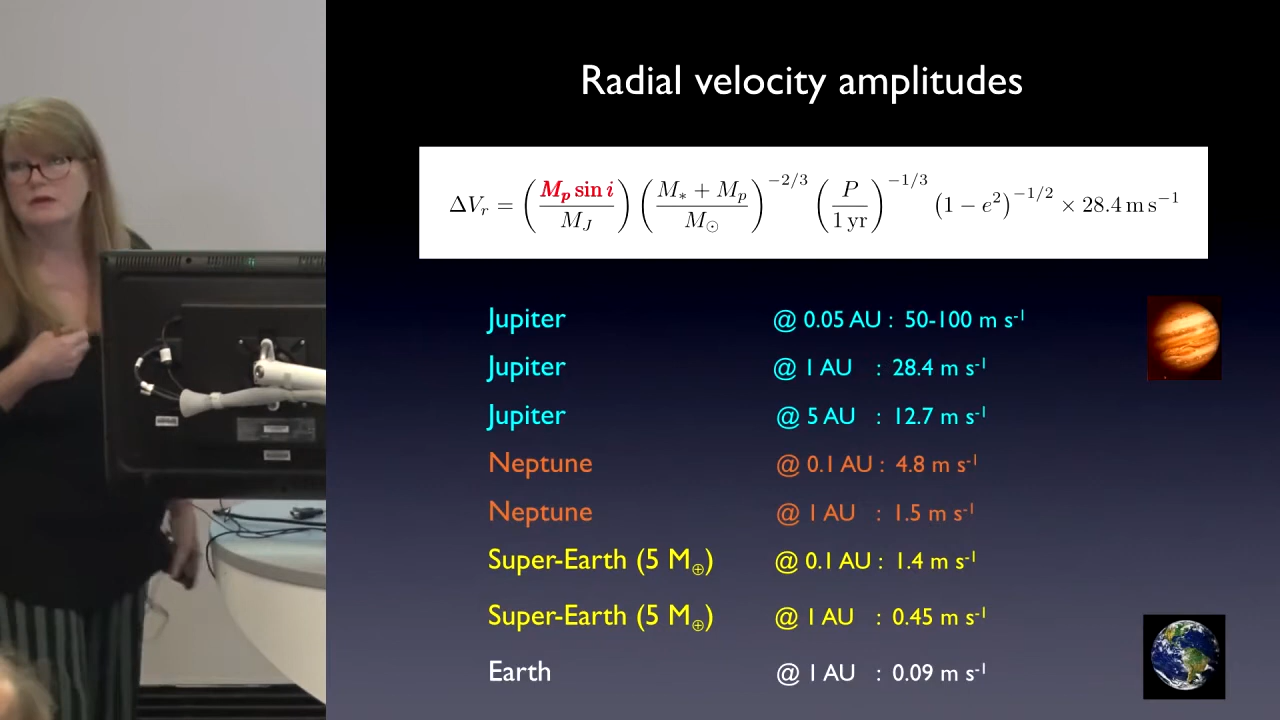 Radial velocity amplitudes
ΔVᵣ = (Mₚ sin i / M_J) (M_* + Mₚ / M_⊙)^−2/3 (P / 1 yr)^−1/3 (1 − e²)^−1/2 × 28.4 m s⁻¹
Jupiter @ 0.05 AU : 50-100 m s⁻¹
Jupiter @ 1 AU : 28.4 m s⁻¹
Jupiter @ 5 AU : 12.7 m s⁻¹
Neptune @ 0.1 AU : 4.8 m s⁻¹
Neptune @ 1 AU : 1.5 m s⁻¹
Super-Earth (5 M⊕) @ 0.1 AU : 1.4 m s⁻¹
Super-Earth (5 M⊕) @ 1 AU : 0.45 m s⁻¹
Earth @ 1 AU : 0.09 m s⁻¹